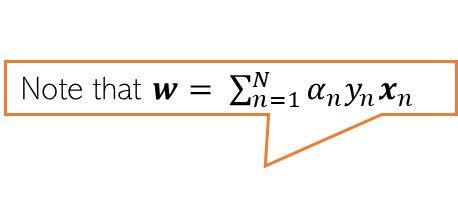 Note that 𝒘 = ∑ₙ₌₁ᴺ αₙyₙ𝒙ₙ